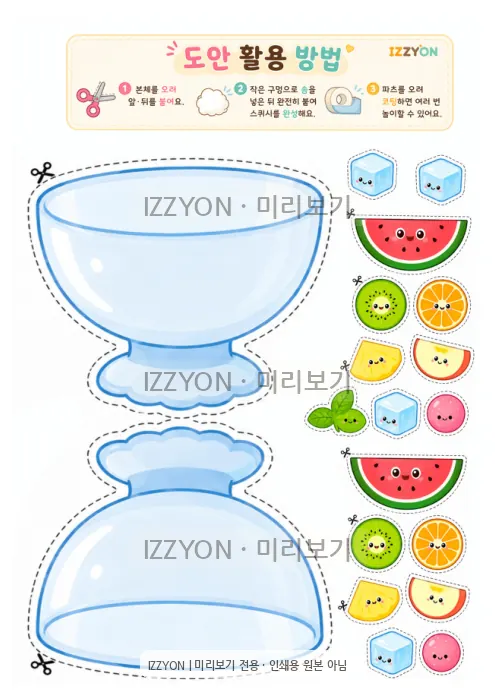 도안 활용 방법
IZZYON
1 본체를 오려
앞·뒤를 붙여요.
2 작은 구멍으로 솜을
넣은 뒤 완전히 붙여
스퀴시를 완성해요.
3 파츠를 오려
코팅하면 여러 번
놀이할 수 있어요.
IZZYON · 미리보기
IZZYON · 미리보기
IZZYON · 미리보기
IZZYON | 미리보기 전용 · 인쇄용 원본 아님